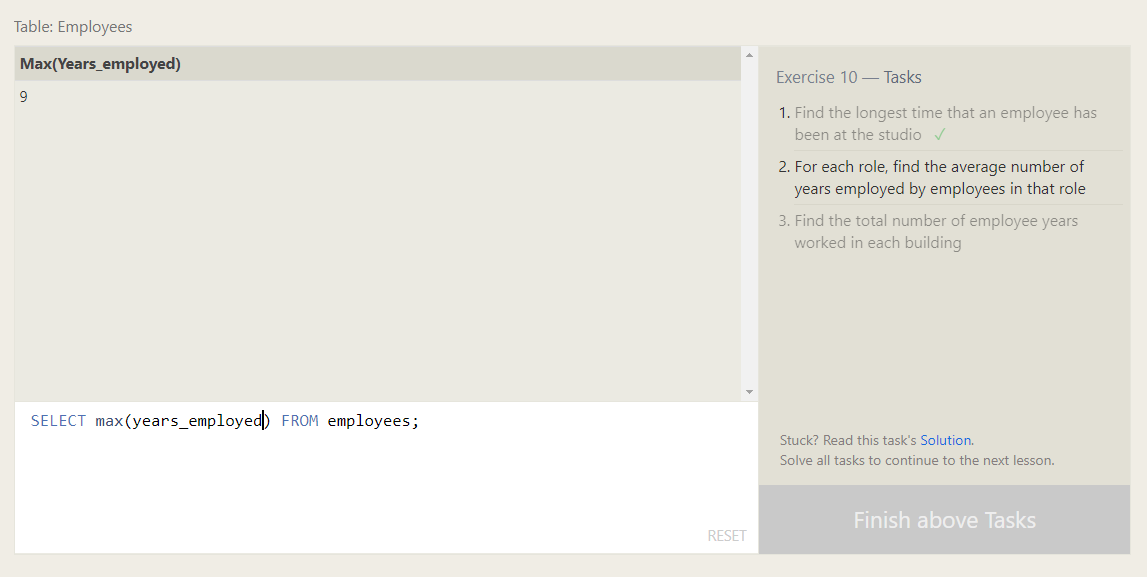 Table: Employees
Max(Years_employed)
9
SELECT max(years_employed) FROM employees;
RESET
Exercise 10 — Tasks
1. Find the longest time that an employee has
been at the studio ✓
2. For each role, find the average number of
years employed by employees in that role
3. Find the total number of employee years
worked in each building
Stuck? Read this task's Solution.
Solve all tasks to continue to the next lesson.
Finish above Tasks